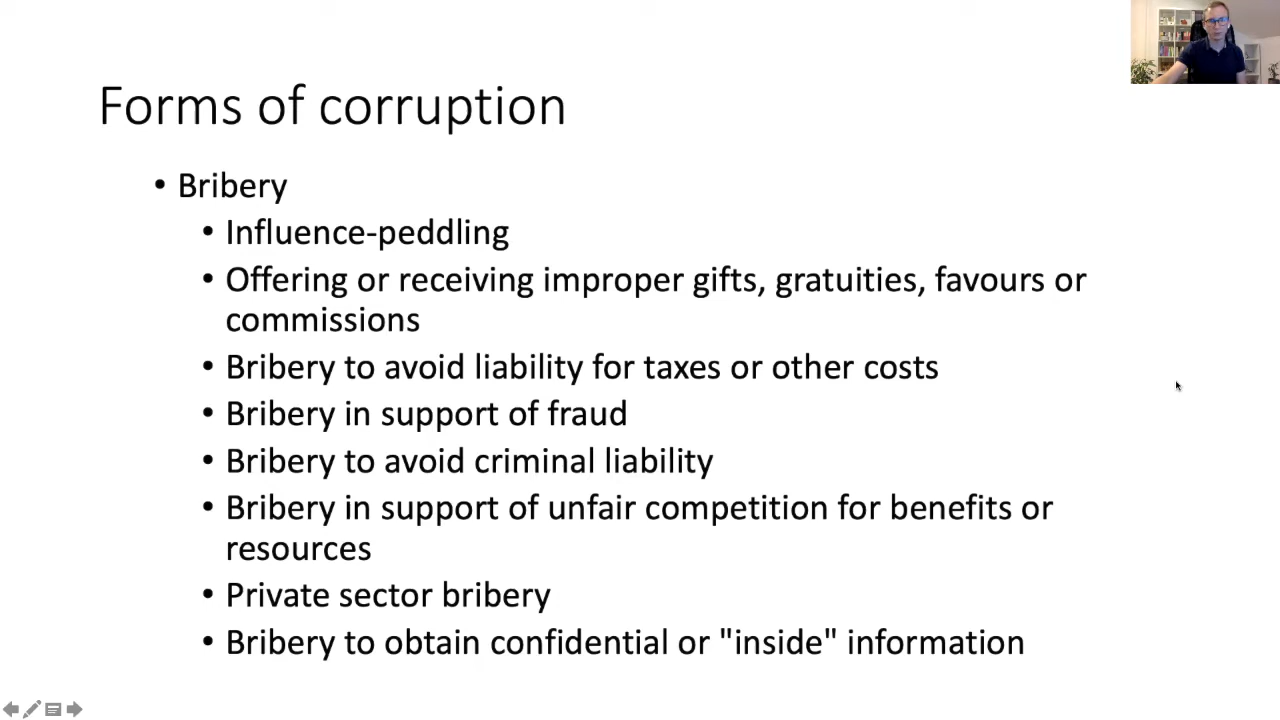 Forms of corruption
• Bribery
• Influence-peddling
• Offering or receiving improper gifts, gratuities, favours or
commissions
• Bribery to avoid liability for taxes or other costs
• Bribery in support of fraud
• Bribery to avoid criminal liability
• Bribery in support of unfair competition for benefits or
resources
• Private sector bribery
• Bribery to obtain confidential or "inside" information